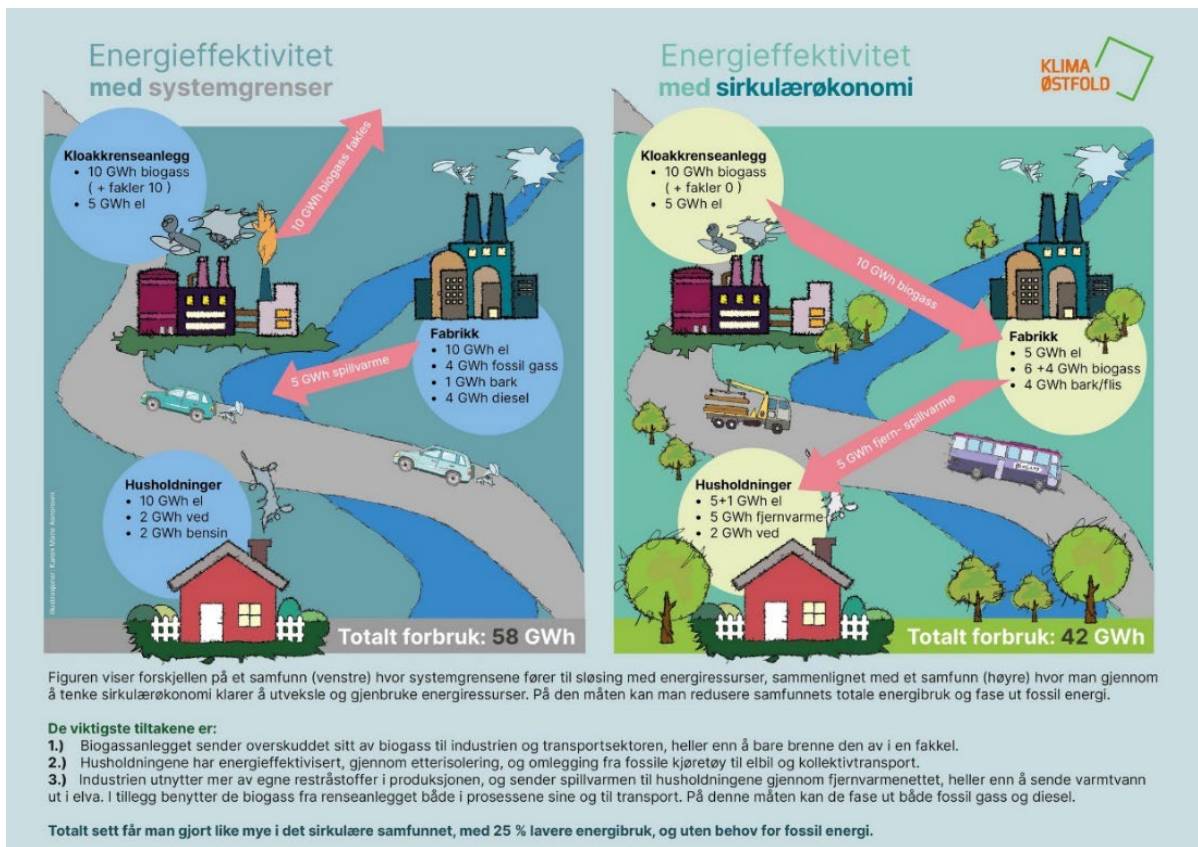 Energieffektivitet
med systemgrenser
Kloakkrenseanlegg
• 10 GWh biogass
( + fakler 10 )
• 5 GWh el
10 GWh biogass fakles
Fabrikk
• 10 GWh el
• 4 GWh fossil gass
• 1 GWh bark
• 4 GWh diesel
5 GWh spillvarme
Husholdninger
• 10 GWh el
• 2 GWh ved
• 2 GWh bensin
Totalt forbruk: 58 GWh
Energieffektivitet
med sirkulærøkonomi
KLIMA
ØSTFOLD
Kloakkrenseanlegg
• 10 GWh biogass
( + fakler 0 )
• 5 GWh el
10 GWh biogass
Fabrikk
• 5 GWh el
• 6 +4 GWh biogass
• 4 GWh bark/flis
5 GWh fjern- spillvarme
Husholdninger
• 5+1 GWh el
• 5 GWh fjernvarme
• 2 GWh ved
Totalt forbruk: 42 GWh
Figuren viser forskjellen på et samfunn (venstre) hvor systemgrensene fører til sløsing med energiressurser, sammenlignet med et samfunn (høyre) hvor man gjennom
å tenke sirkulærøkonomi klarer å utveksle og gjenbruke energiressurser. På den måten kan man redusere samfunnets totale energibruk og fase ut fossil energi.
De viktigste tiltakene er:
1.) Biogassanlegget sender overskuddet sitt av biogass til industrien og transportsektoren, heller enn å bare brenne den av i en fakkel.
2.) Husholdningene har energieffektivisert, gjennom etterisolering, og omlegging fra fossile kjøretøy til elbil og kollektivtransport.
3.) Industrien utnytter mer av egne restråstoffer i produksjonen, og sender spillvarmen til husholdningene gjennom fjernvarmenettet, heller enn å sende varmtvann
ut i elva. I tillegg benytter de biogass fra renseanlegget både i prosessene sine og til transport. På denne måten kan de fase ut både fossil gass og diesel.
Totalt sett får man gjort like mye i det sirkulære samfunnet, med 25 % lavere energibruk, og uten behov for fossil energi.